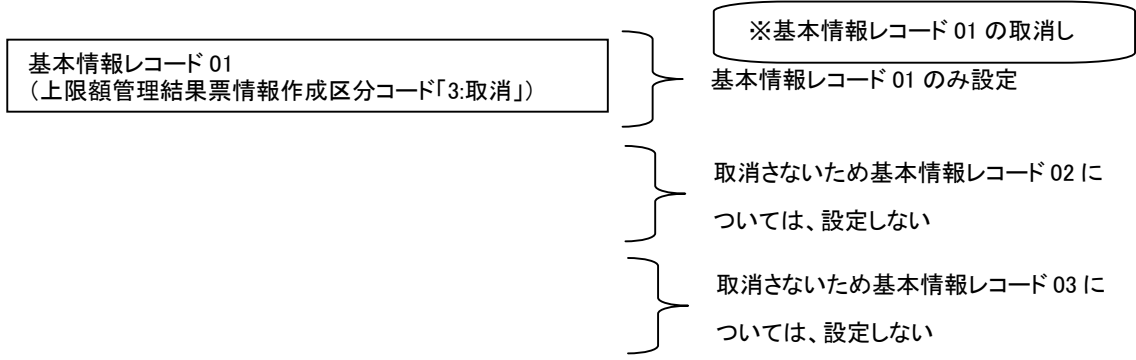 ※基本情報レコード 01 の取消し
基本情報レコード 01
（上限額管理結果票情報作成区分コード「3:取消」）
基本情報レコード 01 のみ設定
取消さないため基本情報レコード 02 に
ついては、設定しない
取消さないため基本情報レコード 03 に
ついては、設定しない